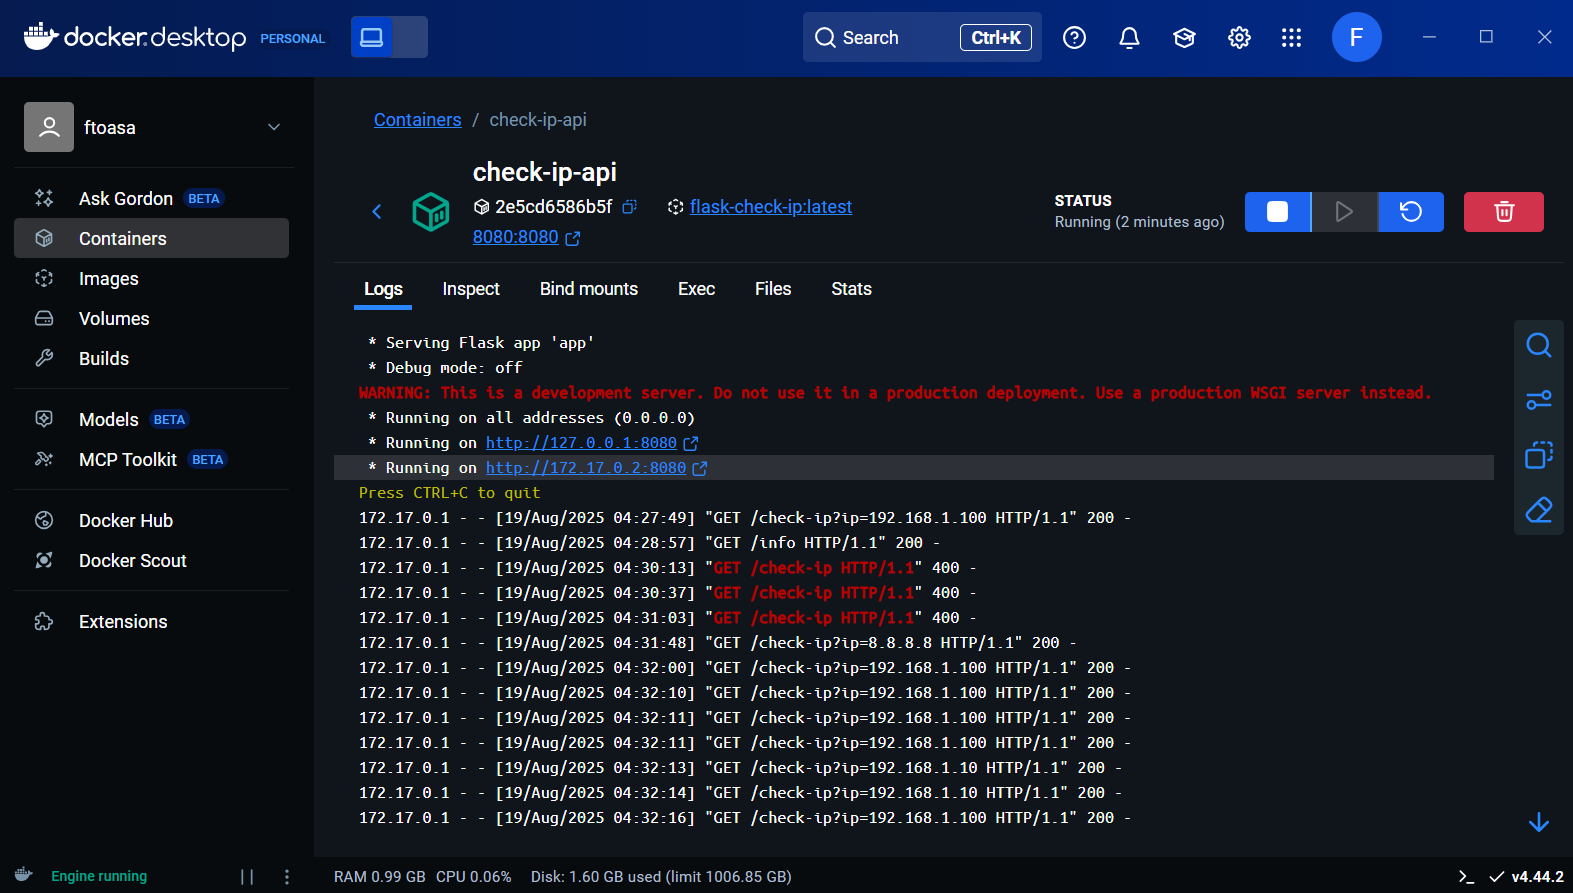 docker.desktop PERSONAL
Search Ctrl+K
F
ftoasa
Ask Gordon BETA
Containers
Images
Volumes
Builds
Models BETA
MCP Toolkit BETA
Docker Hub
Docker Scout
Extensions
Containers / check-ip-api
check-ip-api
2e5cd6586b5f flask-check-ip:latest
8080:8080
STATUS
Running (2 minutes ago)
Logs Inspect Bind mounts Exec Files Stats
* Serving Flask app 'app'
* Debug mode: off
WARNING: This is a development server. Do not use it in a production deployment. Use a production WSGI server instead.
* Running on all addresses (0.0.0.0)
* Running on http://127.0.0.1:8080
* Running on http://172.17.0.2:8080
Press CTRL+C to quit
172.17.0.1 - - [19/Aug/2025 04:27:49] "GET /check-ip?ip=192.168.1.100 HTTP/1.1" 200 -
172.17.0.1 - - [19/Aug/2025 04:28:57] "GET /info HTTP/1.1" 200 -
172.17.0.1 - - [19/Aug/2025 04:30:13] "GET /check-ip HTTP/1.1" 400 -
172.17.0.1 - - [19/Aug/2025 04:30:37] "GET /check-ip HTTP/1.1" 400 -
172.17.0.1 - - [19/Aug/2025 04:31:03] "GET /check-ip HTTP/1.1" 400 -
172.17.0.1 - - [19/Aug/2025 04:31:48] "GET /check-ip?ip=8.8.8.8 HTTP/1.1" 200 -
172.17.0.1 - - [19/Aug/2025 04:32:00] "GET /check-ip?ip=192.168.1.100 HTTP/1.1" 200 -
172.17.0.1 - - [19/Aug/2025 04:32:10] "GET /check-ip?ip=192.168.1.100 HTTP/1.1" 200 -
172.17.0.1 - - [19/Aug/2025 04:32:11] "GET /check-ip?ip=192.168.1.100 HTTP/1.1" 200 -
172.17.0.1 - - [19/Aug/2025 04:32:11] "GET /check-ip?ip=192.168.1.100 HTTP/1.1" 200 -
172.17.0.1 - - [19/Aug/2025 04:32:13] "GET /check-ip?ip=192.168.1.10 HTTP/1.1" 200 -
172.17.0.1 - - [19/Aug/2025 04:32:14] "GET /check-ip?ip=192.168.1.10 HTTP/1.1" 200 -
172.17.0.1 - - [19/Aug/2025 04:32:16] "GET /check-ip?ip=192.168.1.100 HTTP/1.1" 200 -
Engine running
RAM 0.99 GB CPU 0.06% Disk: 1.60 GB used (limit 1006.85 GB)
v4.44.2